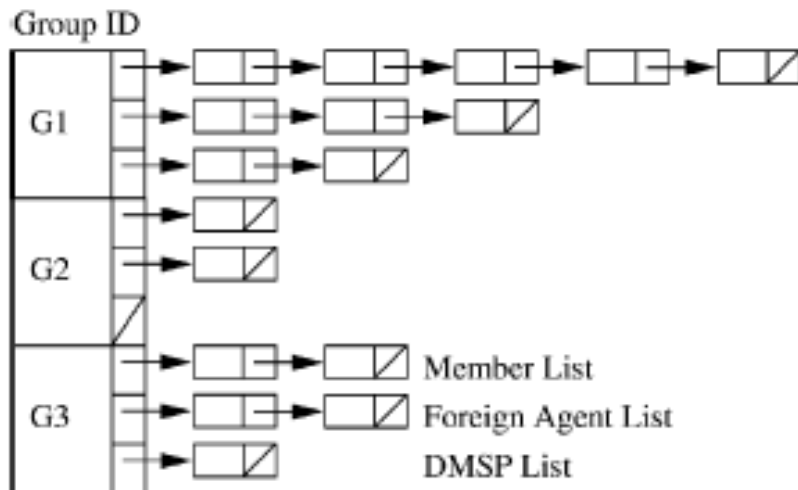 Group ID
G1
G2
G3
Member List
Foreign Agent List
DMSP List